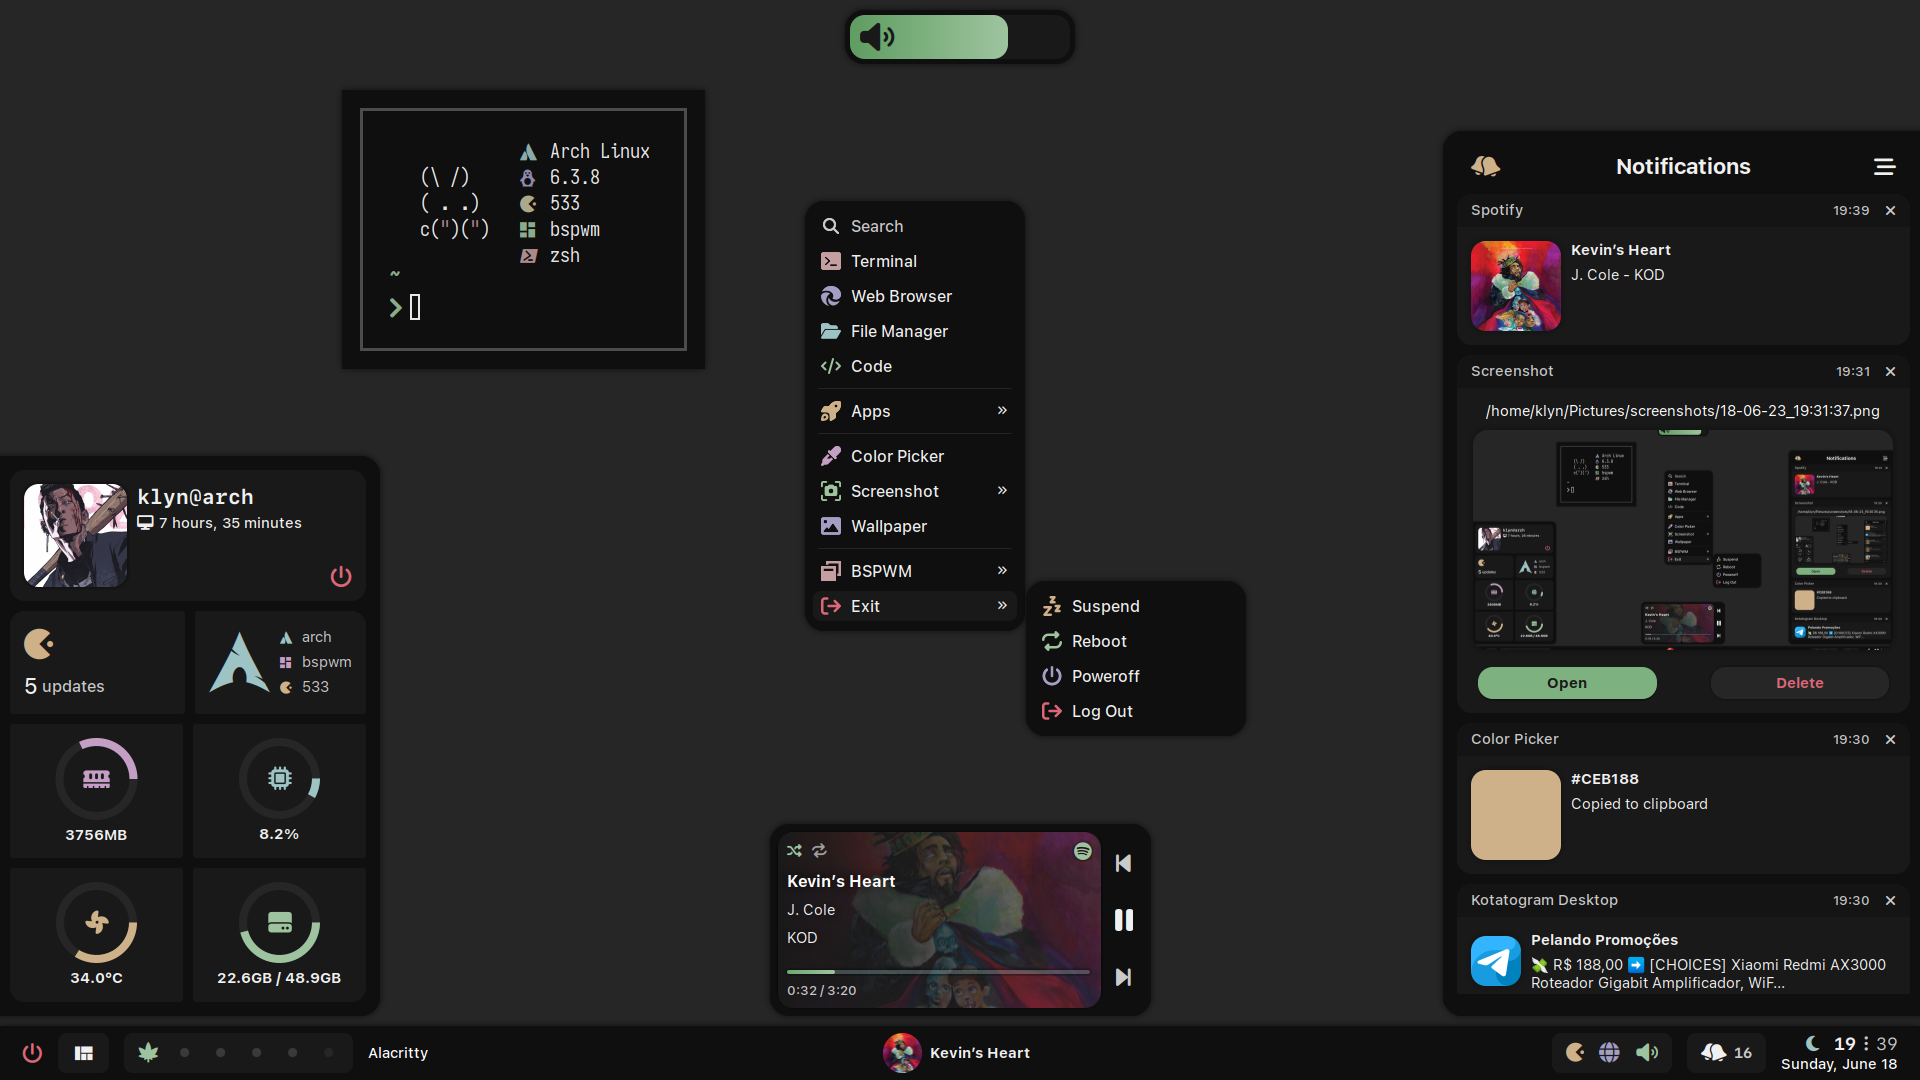 Arch Linux
(\ /)
6.3.8
( . .)
533
c(")(")
bspwm
zsh
~
Search
Terminal
Web Browser
File Manager
Code
Apps
Color Picker
Screenshot
Wallpaper
BSPWM
Exit
Suspend
Reboot
Poweroff
Log Out
Notifications
Spotify 19:39
Kevin's Heart
J. Cole - KOD
Screenshot 19:31
/home/klyn/Pictures/screenshots/18-06-23_19:31:37.png
Open Delete
Color Picker 19:30
#CEB188
Copied to clipboard
Kotatogram Desktop 19:30
Pelando Promoções
💸 R$ 188,00 ➡️ [CHOICES] Xiaomi Redmi AX3000
Roteador Gigabit Amplificador, WiF...
klyn@arch
7 hours, 35 minutes
5 updates
arch
bspwm
533
3756MB
8.2%
34.0°C
22.6GB / 48.9GB
Kevin's Heart
J. Cole
KOD
0:32 / 3:20
Alacritty
Kevin's Heart
16
19 39
Sunday, June 18